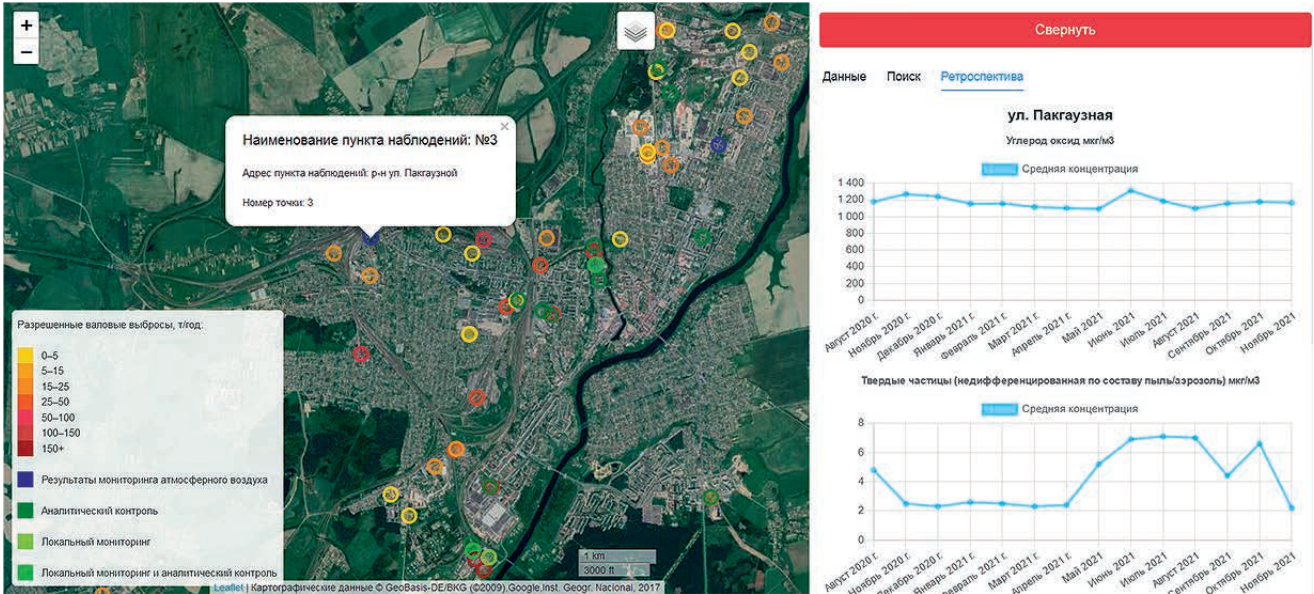 +
−
Наименование пункта наблюдений: №3
×
Адрес пункта наблюдений: р-н ул. Пакгаузной
Номер точки: 3
Разрешенные валовые выбросы, т/год:
0–5
5–15
15–25
25–50
50–100
100–150
150+
Результаты мониторинга атмосферного воздуха
Аналитический контроль
Локальный мониторинг
Локальный мониторинг и аналитический контроль
1 km
3000 ft
Leaflet | Картографические данные © GeoBasis-DE/BKG (©2009),Google,Inst. Geogr. Nacional, 2017
Свернуть
Данные Поиск Ретроспектива
ул. Пакгаузная
Углерод оксид мкг/м3
Средняя концентрация
1 400
1 200
1 000
800
600
400
200
0
Август 2020 г. Ноябрь 2020 г. Декабрь 2020 г. Январь 2021 г. Февраль 2021 г. Март 2021 г. Апрель 2021 г. Май 2021 Июнь 2021 Июль 2021 Август 2021 Сентябрь 2021 Октябрь 2021 Ноябрь 2021
Твердые частицы (недифференцированная по составу пыль/аэрозоль) мкг/м3
Средняя концентрация
8
6
4
2
0
Август 2020 г. Ноябрь 2020 г. Декабрь 2020 г. Январь 2021 г. Февраль 2021 г. Март 2021 г. Апрель 2021 г. Май 2021 Июнь 2021 Июль 2021 Август 2021 Сентябрь 2021 Октябрь 2021 Ноябрь 2021